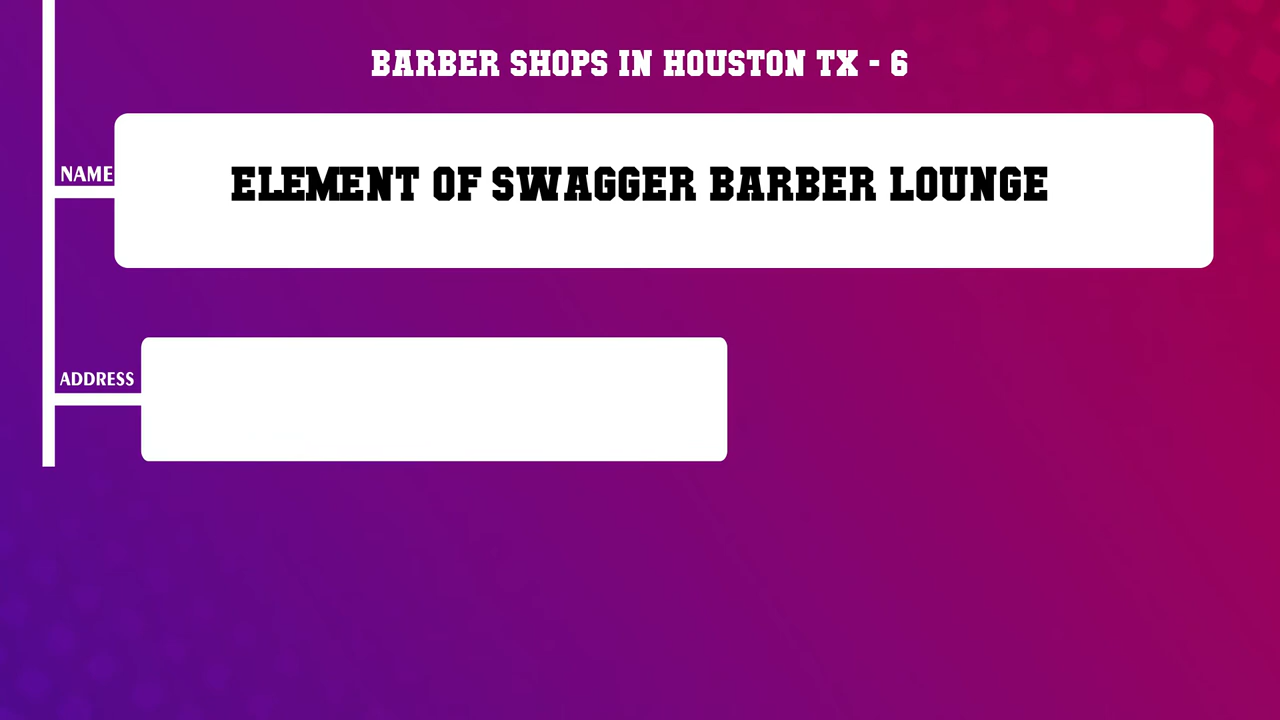 BARBER SHOPS IN HOUSTON TX - 6
NAME
ELEMENT OF SWAGGER BARBER LOUNGE
ADDRESS